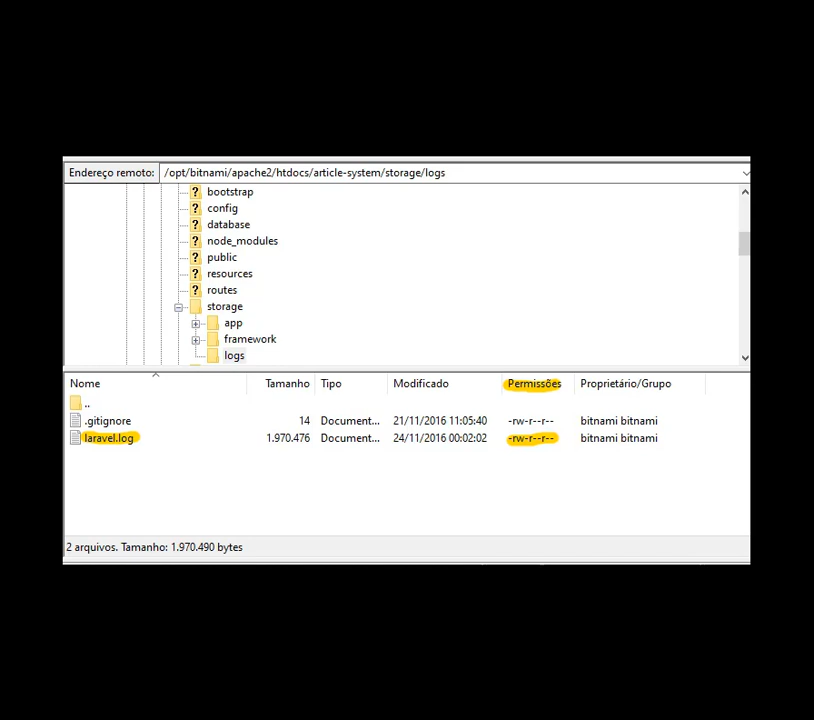 Endereço remoto: /opt/bitnami/apache2/htdocs/article-system/storage/logs
? bootstrap
? config
? database
? node_modules
? public
? resources
? routes
storage
app
framework
logs
Nome Tamanho Tipo Modificado Permissões Proprietário/Grupo
..
.gitignore 14 Document... 21/11/2016 11:05:40 -rw-r--r-- bitnami bitnami
laravel.log 1.970.476 Document... 24/11/2016 00:02:02 -rw-r--r-- bitnami bitnami
2 arquivos. Tamanho: 1.970.490 bytes